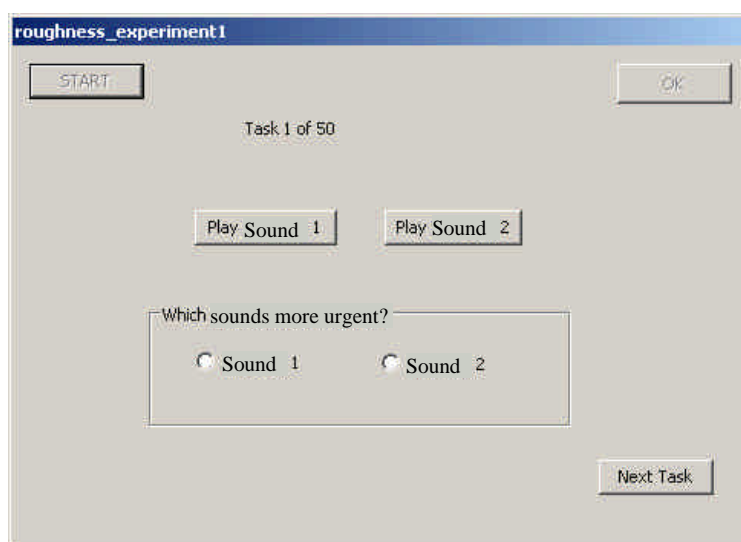 roughness_experiment1
START OK
Task 1 of 50
Play Sound 1 Play Sound 2
Which sounds more urgent?
Sound 1 Sound 2
Next Task